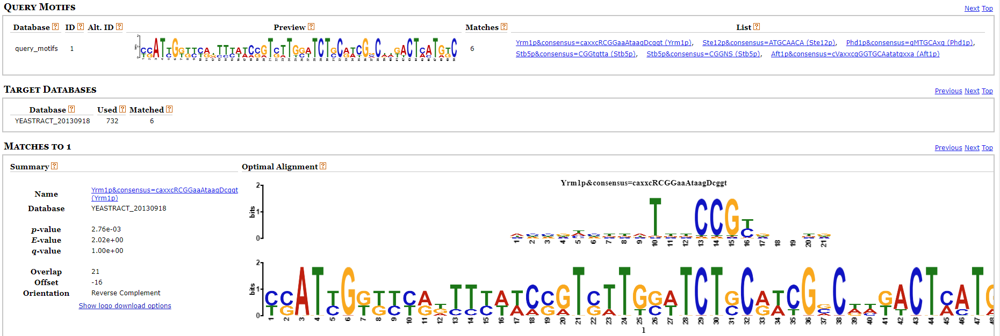 QUERY MOTIFS
Next Top
Database ? ID ? Alt. ID ? Preview ? Matches ? List ?
query_motifs 1 6 Yrm1p&consensus=caxxcRCGGaaAtaagDcggt (Yrm1p), Ste12p&consensus=ATGCAACA (Ste12p), Phd1p&consensus=gMTGCAxg (Phd1p),
Stb5p&consensus=CGGtgtta (Stb5p), Stb5p&consensus=CGGNS (Stb5p), Aft1p&consensus=cVaxxcgGGTGCAatatgxxa (Aft1p)
TARGET DATABASES
Previous Next Top
Database ? Used ? Matched ?
YEASTRACT_20130918 732 6
MATCHES TO 1
Previous Next Top
Summary ? Optimal Alignment ?
Name Yrm1p&consensus=caxxcRCGGaaAtaagDcggt
(Yrm1p)
Database YEASTRACT_20130918
p-value 2.76e-03
E-value 2.02e+00
q-value 1.00e+00
Overlap 21
Offset -16
Orientation Reverse Complement
Show logo download options
Yrm1p&consensus=caxxcRCGGaaAtaagDcggt
2
bits
1
0
1 2 3 4 5 6 7 8 9 10 11 12 13 14 15 16 17 18 19 20 21
2
bits
1
0
1 2 3 4 5 6 7 8 9 10 11 12 13 14 15 16 17 18 19 20 21 22 23 24 25 26 27 28 29 30 31 32 33 34 35 36 37 38 39 40 41 42 43 44 45 46 47 48
1